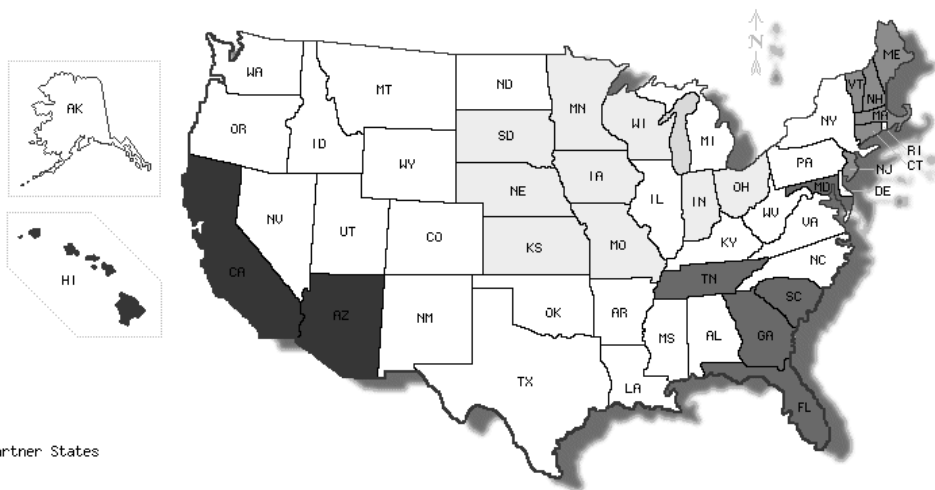 N
WA
MT
ND
MN
ME
VT
NH
AK
OR
ID
SD
WI
NY
MA
WY
MI
RI
CT
IA
PA
NJ
NE
OH
MD
DE
NV
IL
IN
UT
CO
WV
VA
KS
MO
KY
HI
CA
NC
TN
AZ
OK
SC
NM
AR
MS
AL
GA
TX
LA
FL
rtner States